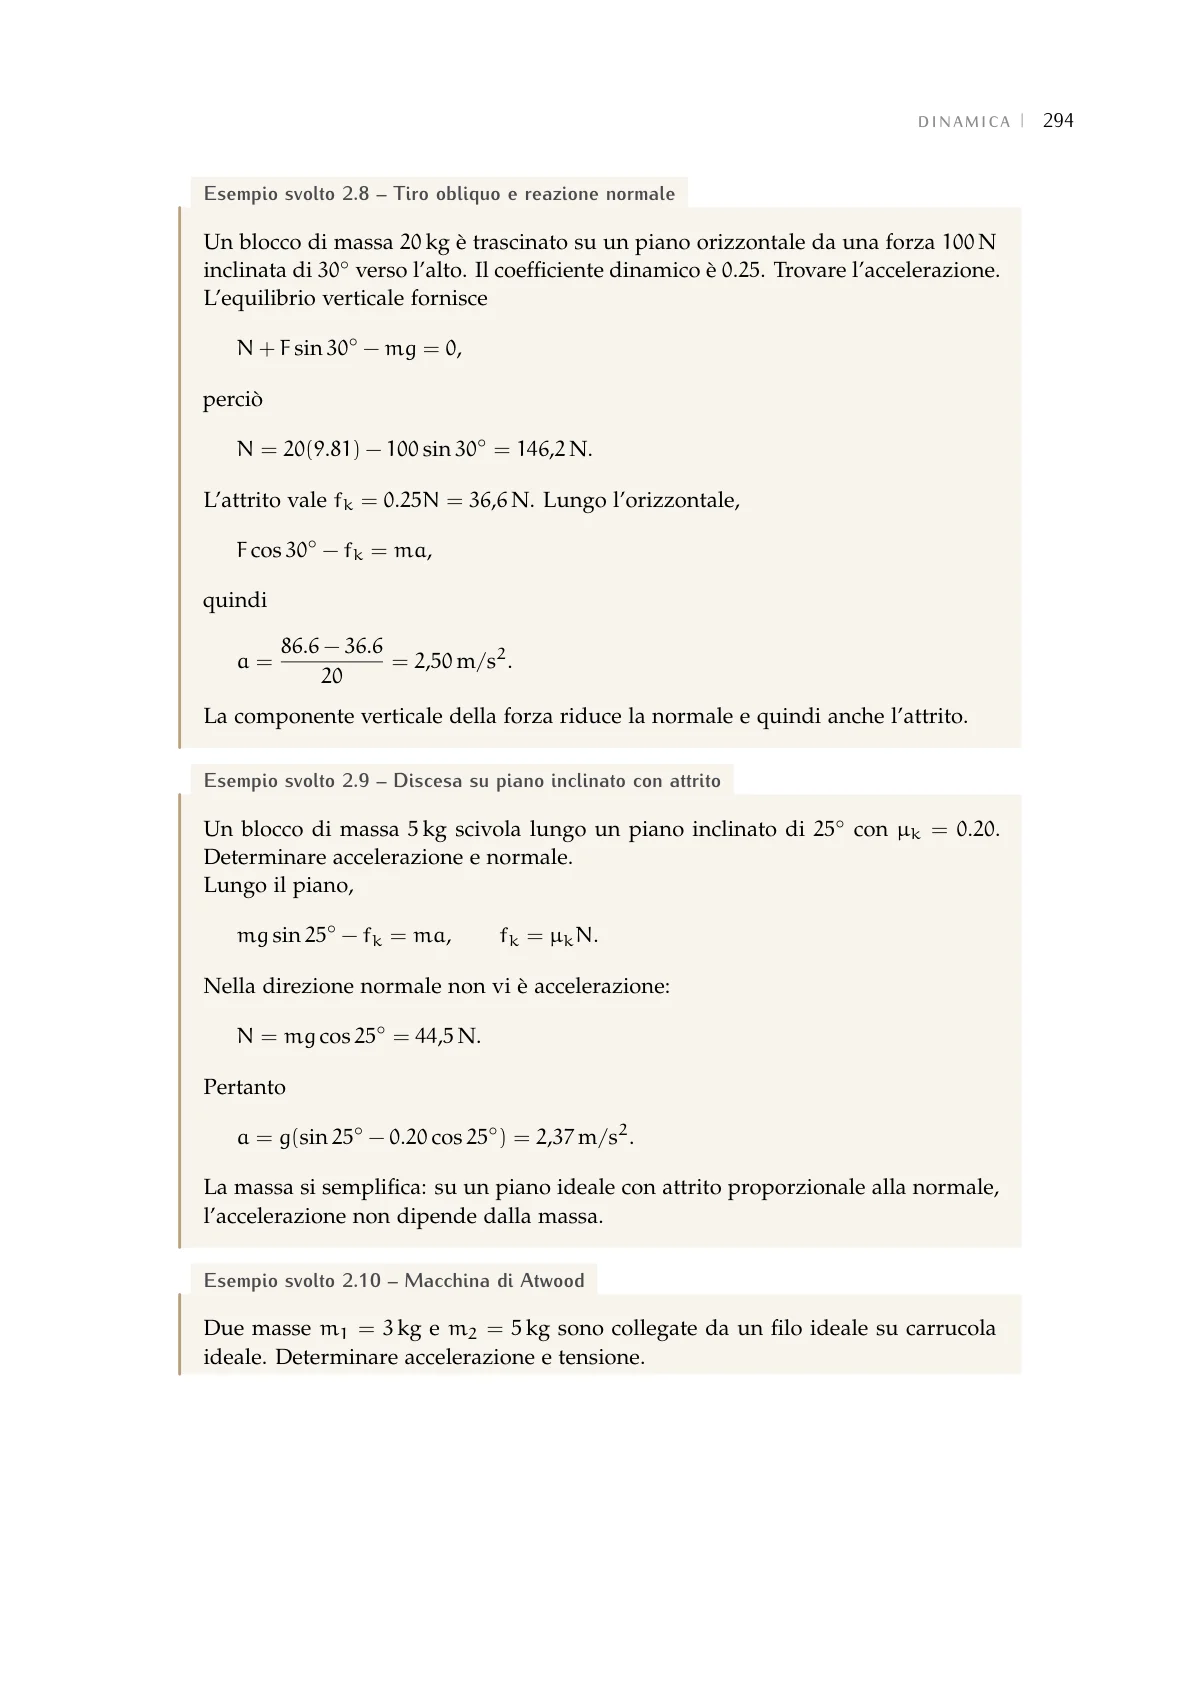 DINAMICA | 294
Esempio svolto 2.8 – Tiro obliquo e reazione normale
Un blocco di massa 20 kg è trascinato su un piano orizzontale da una forza 100 N
inclinata di 30° verso l'alto. Il coefficiente dinamico è 0.25. Trovare l'accelerazione.
L'equilibrio verticale fornisce
N + F sin 30° − mg = 0,
perciò
N = 20(9.81) − 100 sin 30° = 146,2 N.
L'attrito vale fₖ = 0.25N = 36,6 N. Lungo l'orizzontale,
F cos 30° − fₖ = ma,
quindi
a = (86.6 − 36.6)/20 = 2,50 m/s².
La componente verticale della forza riduce la normale e quindi anche l'attrito.
Esempio svolto 2.9 – Discesa su piano inclinato con attrito
Un blocco di massa 5 kg scivola lungo un piano inclinato di 25° con μₖ = 0.20.
Determinare accelerazione e normale.
Lungo il piano,
mg sin 25° − fₖ = ma, fₖ = μₖN.
Nella direzione normale non vi è accelerazione:
N = mg cos 25° = 44,5 N.
Pertanto
a = g(sin 25° − 0.20 cos 25°) = 2,37 m/s².
La massa si semplifica: su un piano ideale con attrito proporzionale alla normale,
l'accelerazione non dipende dalla massa.
Esempio svolto 2.10 – Macchina di Atwood
Due masse m₁ = 3 kg e m₂ = 5 kg sono collegate da un filo ideale su carrucola
ideale. Determinare accelerazione e tensione.